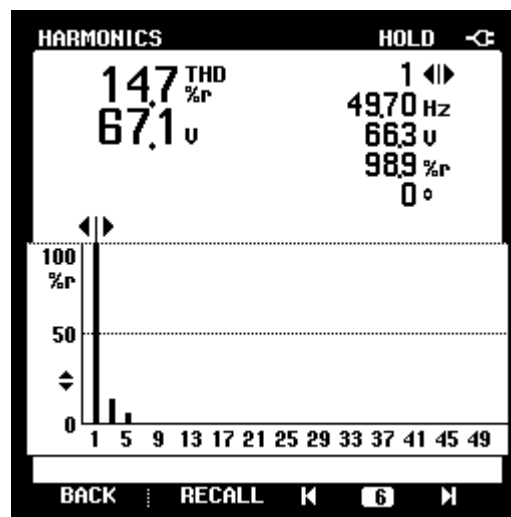 HARMONICS HOLD
14.7 THD %r
67.1 V
1
49.70 Hz
66.3 V
98.9 %r
0 °
100
%r
50
0
1 5 9 13 17 21 25 29 33 37 41 45 49
BACK RECALL 6